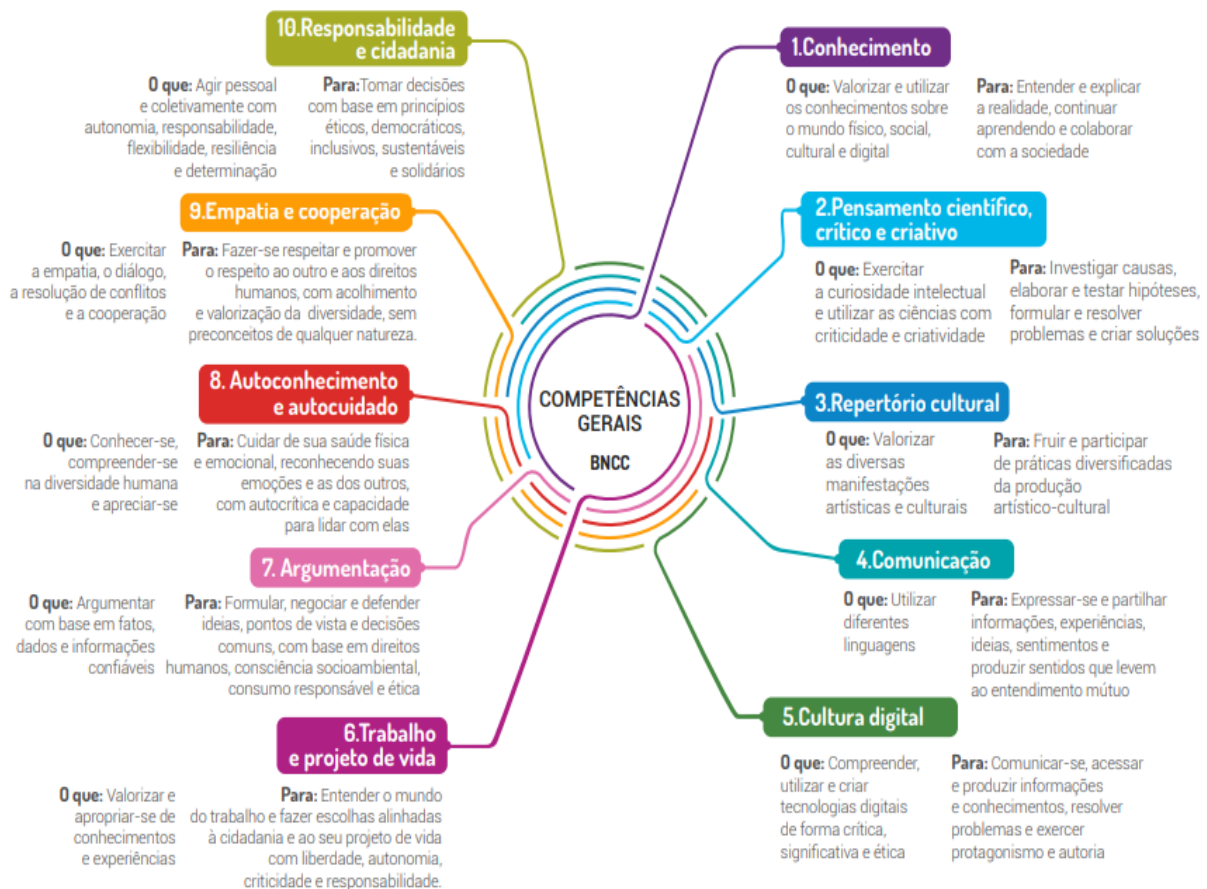 COMPETÊNCIAS
GERAIS
BNCC
1.Conhecimento
O que: Valorizar e utilizar
os conhecimentos sobre
o mundo físico, social,
cultural e digital
Para: Entender e explicar
a realidade, continuar
aprendendo e colaborar
com a sociedade
2.Pensamento científico,
crítico e criativo
O que: Exercitar
a curiosidade intelectual
e utilizar as ciências com
criticidade e criatividade
Para: Investigar causas,
elaborar e testar hipóteses,
formular e resolver
problemas e criar soluções
3.Repertório cultural
O que: Valorizar
as diversas
manifestações
artísticas e culturais
Para: Fruir e participar
de práticas diversificadas
da produção
artístico-cultural
4.Comunicação
O que: Utilizar
diferentes
linguagens
Para: Expressar-se e partilhar
informações, experiências,
ideias, sentimentos e
produzir sentidos que levem
ao entendimento mútuo
5.Cultura digital
O que: Compreender,
utilizar e criar
tecnologias digitais
de forma crítica,
significativa e ética
Para: Comunicar-se, acessar
e produzir informações
e conhecimentos, resolver
problemas e exercer
protagonismo e autoria
6.Trabalho
e projeto de vida
O que: Valorizar e
apropriar-se de
conhecimentos
e experiências
Para: Entender o mundo
do trabalho e fazer escolhas alinhadas
à cidadania e ao seu projeto de vida
com liberdade, autonomia,
criticidade e responsabilidade.
7. Argumentação
O que: Argumentar
com base em fatos,
dados e informações
confiáveis
Para: Formular, negociar e defender
ideias, pontos de vista e decisões
comuns, com base em direitos
humanos, consciência socioambiental,
consumo responsável e ética
8. Autoconhecimento
e autocuidado
O que: Conhecer-se,
compreender-se
na diversidade humana
e apreciar-se
Para: Cuidar de sua saúde física
e emocional, reconhecendo suas
emoções e as dos outros,
com autocrítica e capacidade
para lidar com elas
9.Empatia e cooperação
O que: Exercitar
a empatia, o diálogo,
a resolução de conflitos
e a cooperação
Para: Fazer-se respeitar e promover
o respeito ao outro e aos direitos
humanos, com acolhimento
e valorização da diversidade, sem
preconceitos de qualquer natureza.
10.Responsabilidade
e cidadania
O que: Agir pessoal
e coletivamente com
autonomia, responsabilidade,
flexibilidade, resiliência
e determinação
Para:Tomar decisões
com base em princípios
éticos, democráticos,
inclusivos, sustentáveis
e solidários